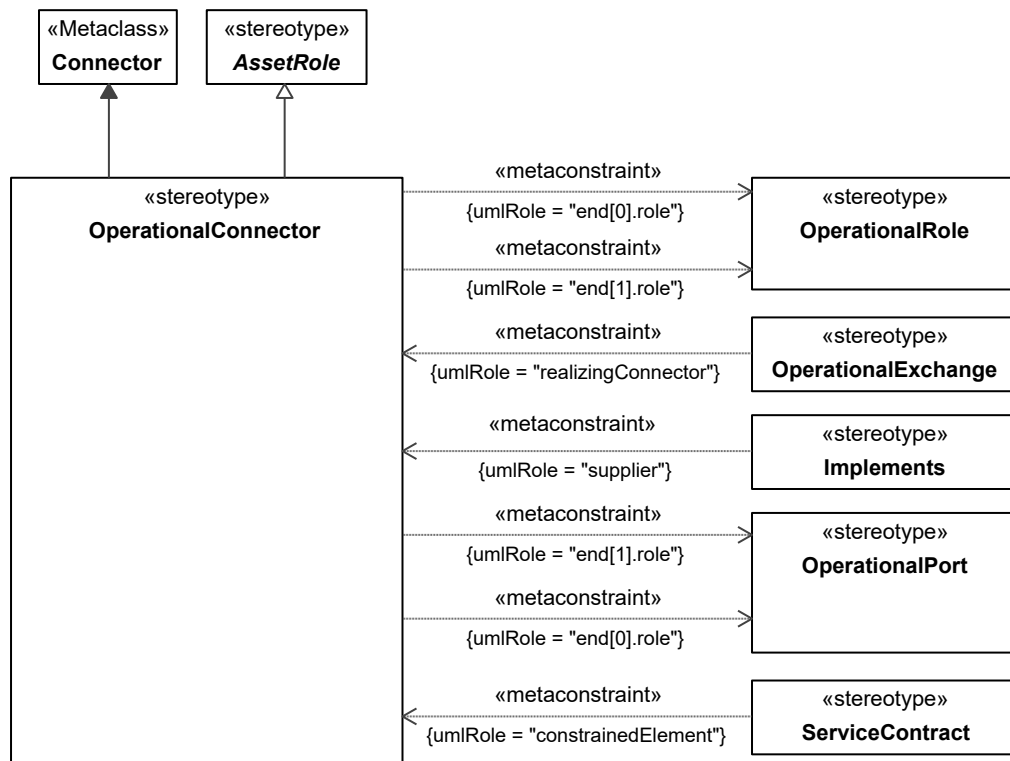 «Metaclass»
Connector
«stereotype»
AssetRole
«stereotype»
OperationalConnector
«metaconstraint»
{umlRole = "end[0].role"}
«metaconstraint»
{umlRole = "end[1].role"}
«stereotype»
OperationalRole
«metaconstraint»
{umlRole = "realizingConnector"}
«stereotype»
OperationalExchange
«metaconstraint»
{umlRole = "supplier"}
«stereotype»
Implements
«metaconstraint»
{umlRole = "end[1].role"}
«metaconstraint»
{umlRole = "end[0].role"}
«stereotype»
OperationalPort
«metaconstraint»
{umlRole = "constrainedElement"}
«stereotype»
ServiceContract